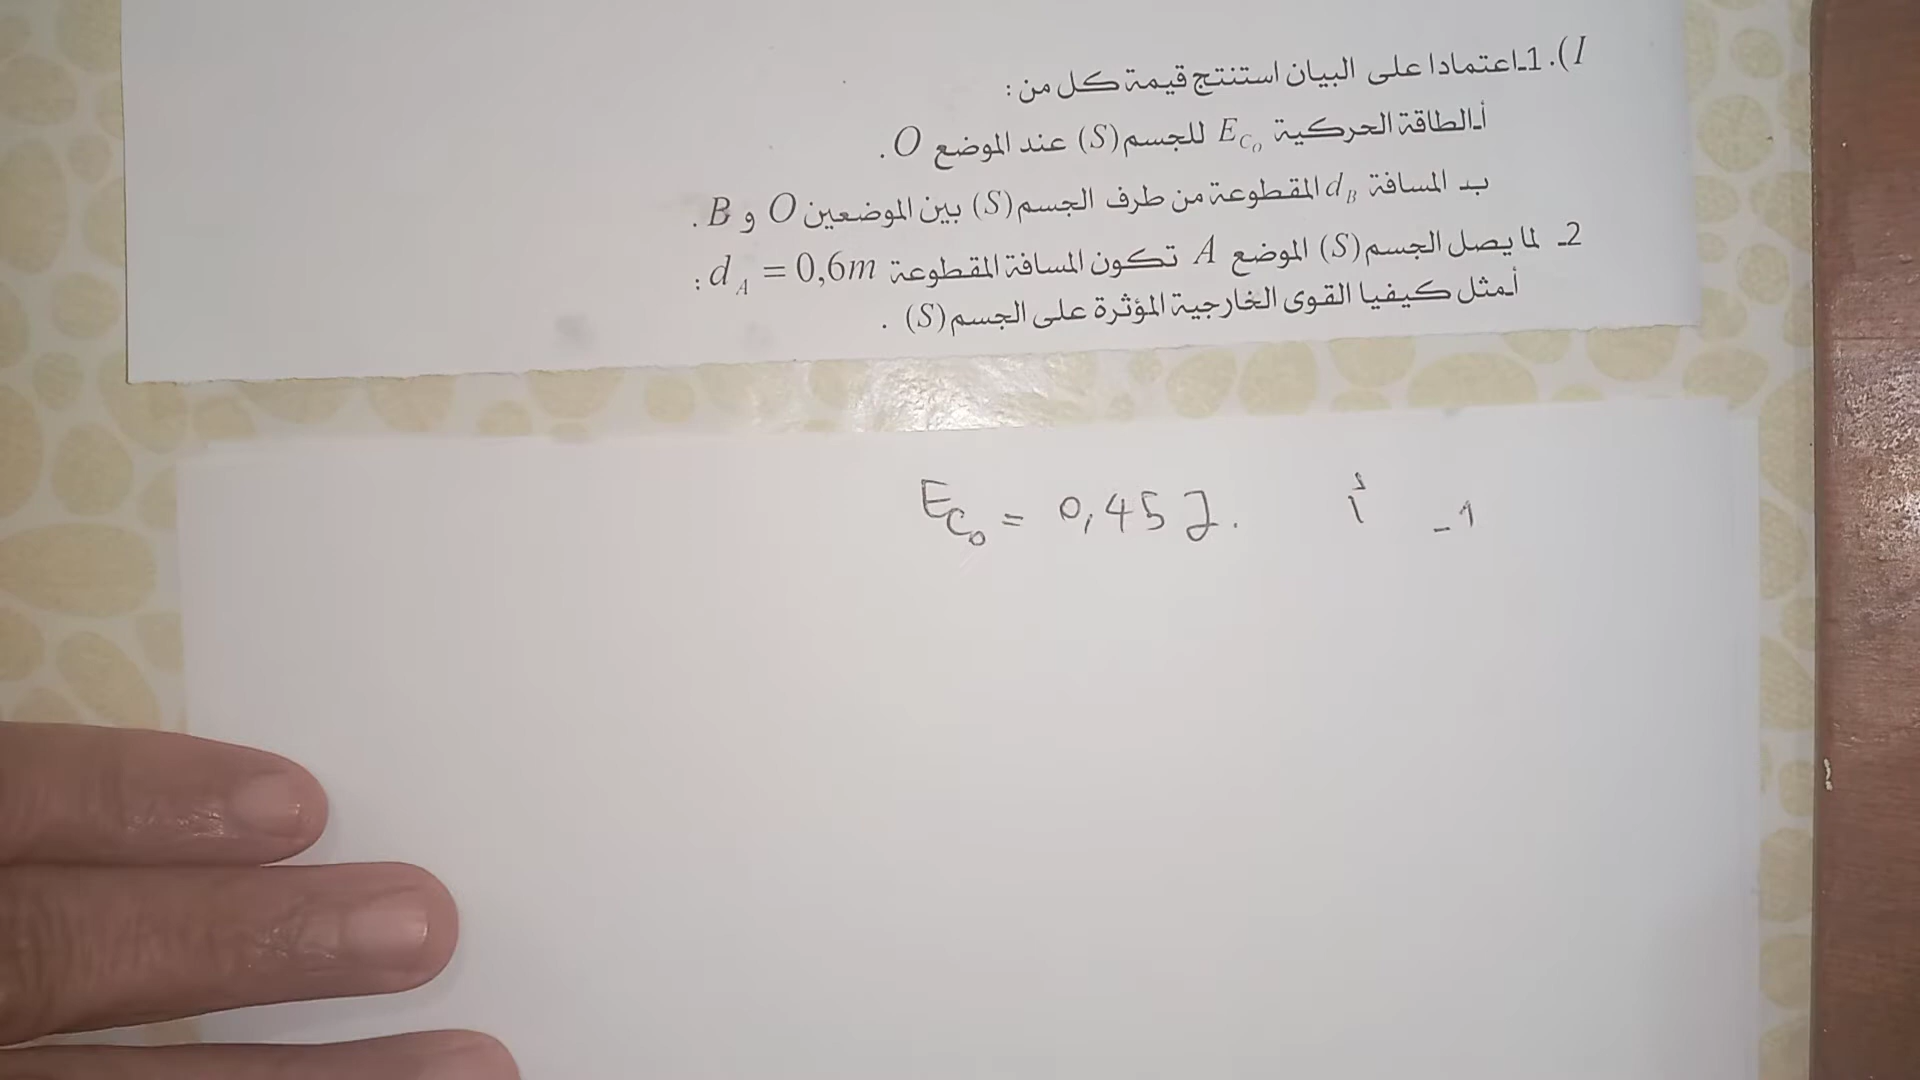 I). 1ـ اعتمادا على البيان استنتج قيمة كل من :
أـ الطاقة الحركية E_{C_0} للجسم (S) عند الموضع O .
بـ المسافة d_B المقطوعة من طرف الجسم (S) بين الموضعين O و B .
2ـ لما يصل الجسم (S) الموضع A تكون المسافة المقطوعة d_A = 0,6m :
أـ مثل كيفيا القوى الخارجية المؤثرة على الجسم (S) .
1 ـ أ E_{C_0} = 0,45 J.